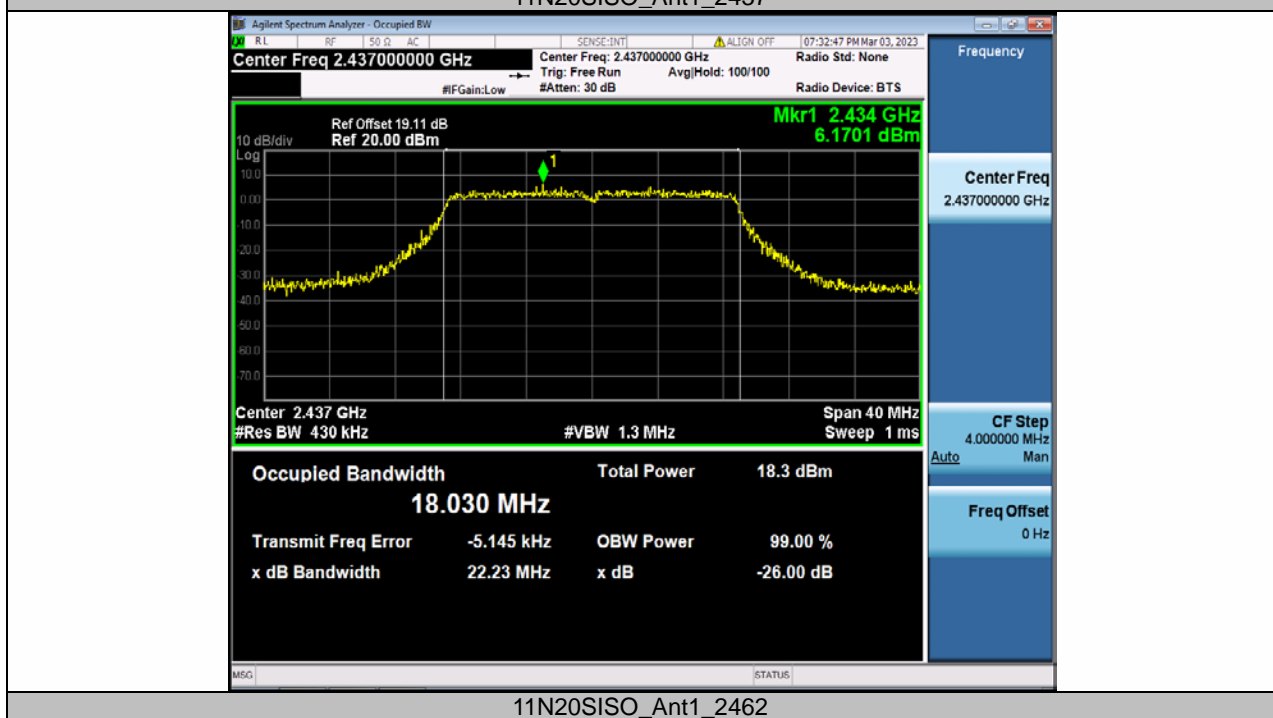 11N20SISO_Ant1_2437
Agilent Spectrum Analyzer - Occupied BW
RL RF 50 Ω AC SENSE:INT ALIGN OFF 07:32:47 PM Mar 03, 2023
Center Freq 2.437000000 GHz
Center Freq: 2.437000000 GHz
Radio Std: None
Trig: Free Run Avg|Hold: 100/100
#IFGain:Low
#Atten: 30 dB
Radio Device: BTS
Frequency
Mkr1 2.434 GHz
6.1701 dBm
Ref Offset 19.11 dB
10 dB/div Ref 20.00 dBm
Log
1
10.0
0.00
-10.0
-20.0
-30.0
-40.0
-50.0
-60.0
-70.0
Center 2.437 GHz Span 40 MHz
#Res BW 430 kHz #VBW 1.3 MHz Sweep 1 ms
Center Freq
2.437000000 GHz
CF Step
4.000000 MHz
Auto Man
Freq Offset
0 Hz
Occupied Bandwidth Total Power 18.3 dBm
18.030 MHz
Transmit Freq Error -5.145 kHz OBW Power 99.00 %
x dB Bandwidth 22.23 MHz x dB -26.00 dB
MSG STATUS
11N20SISO_Ant1_2462